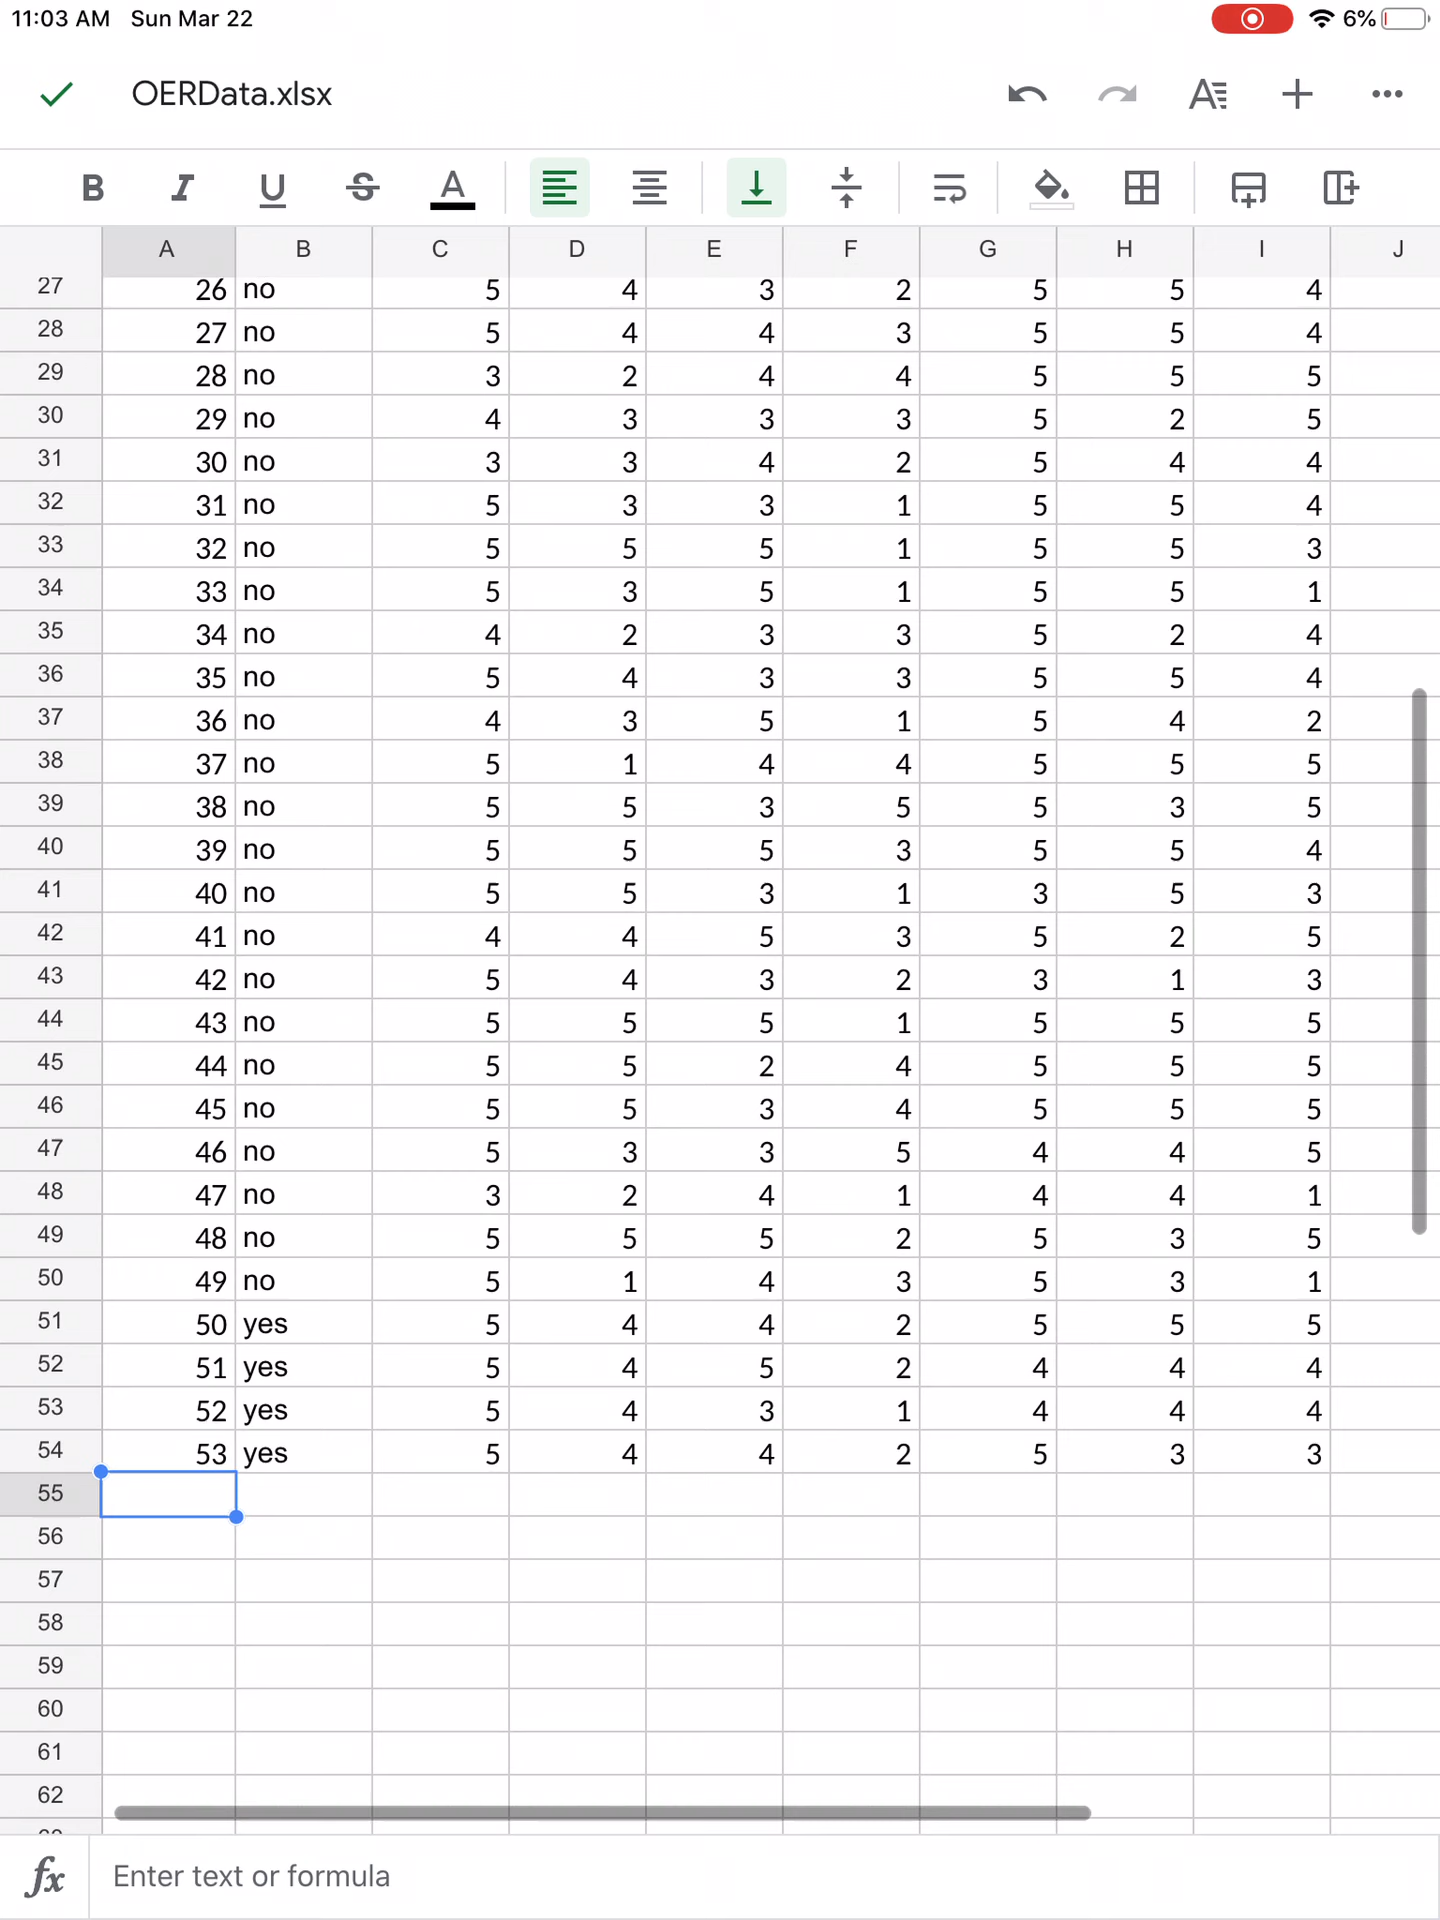 11:03 AM Sun Mar 22 6%
OERData.xlsx
B I U S A
A B C D E F G H I J
27 26 no 5 4 3 2 5 5 4
28 27 no 5 4 4 3 5 5 4
29 28 no 3 2 4 4 5 5 5
30 29 no 4 3 3 3 5 2 5
31 30 no 3 3 4 2 5 4 4
32 31 no 5 3 3 1 5 5 4
33 32 no 5 5 5 1 5 5 3
34 33 no 5 3 5 1 5 5 1
35 34 no 4 2 3 3 5 2 4
36 35 no 5 4 3 3 5 5 4
37 36 no 4 3 5 1 5 4 2
38 37 no 5 1 4 4 5 5 5
39 38 no 5 5 3 5 5 3 5
40 39 no 5 5 5 3 5 5 4
41 40 no 5 5 3 1 3 5 3
42 41 no 4 4 5 3 5 2 5
43 42 no 5 4 3 2 3 1 3
44 43 no 5 5 5 1 5 5 5
45 44 no 5 5 2 4 5 5 5
46 45 no 5 5 3 4 5 5 5
47 46 no 5 3 3 5 4 4 5
48 47 no 3 2 4 1 4 4 1
49 48 no 5 5 5 2 5 3 5
50 49 no 5 1 4 3 5 3 1
51 50 yes 5 4 4 2 5 5 5
52 51 yes 5 4 5 2 4 4 4
53 52 yes 5 4 3 1 4 4 4
54 53 yes 5 4 4 2 5 3 3
55
56
57
58
59
60
61
62
fx Enter text or formula